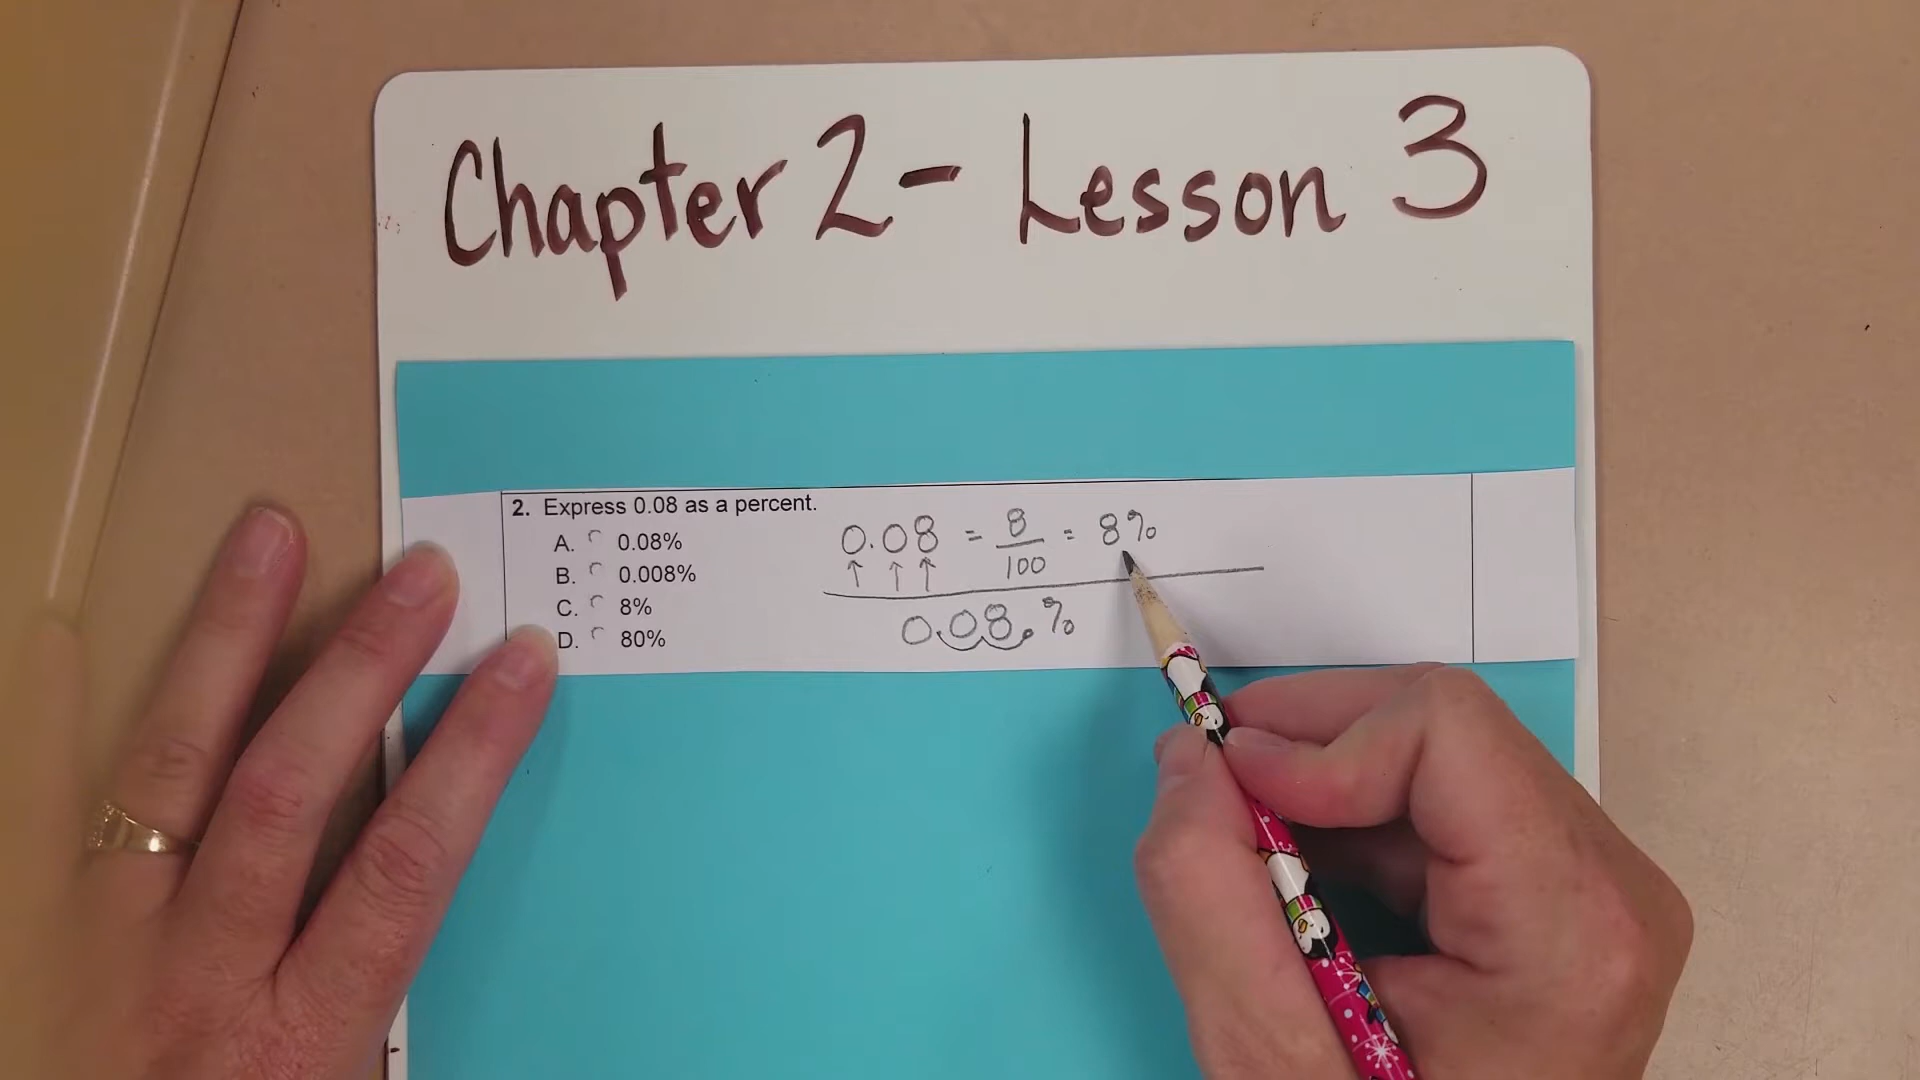 Chapter 2 - Lesson 3
2. Express 0.08 as a percent.
A. 0.08%
B. 0.008%
C. 8%
D. 80%
0.08 = 8/100 = 8%
↑ ↑ ↑
0.08.%